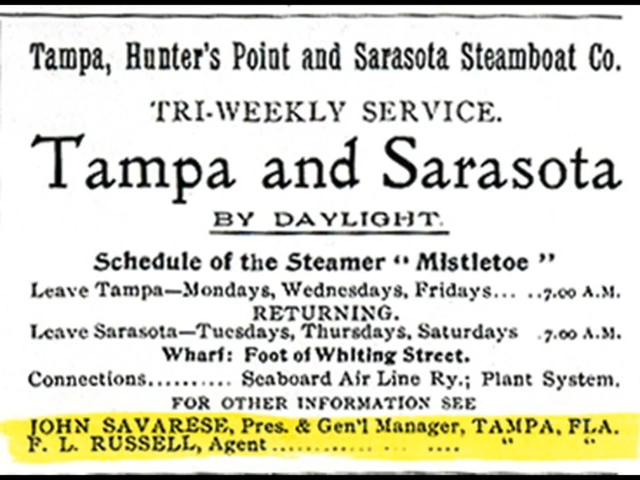 Tampa, Hunter's Point and Sarasota Steamboat Co.
TRI-WEEKLY SERVICE.
Tampa and Sarasota
BY DAYLIGHT.
Schedule of the Steamer "Mistletoe"
Leave Tampa—Mondays, Wednesdays, Fridays... ..7.00 A.M.
RETURNING.
Leave Sarasota—Tuesdays, Thursdays, Saturdays .7.00 A.M.
Wharf: Foot of Whiting Street.
Connections.......... Seaboard Air Line Ry.; Plant System.
FOR OTHER INFORMATION SEE
JOHN SAVARESE, Pres. & Gen'l Manager, TAMPA, FLA.
F. L. RUSSELL, Agent ............ ... .... " "